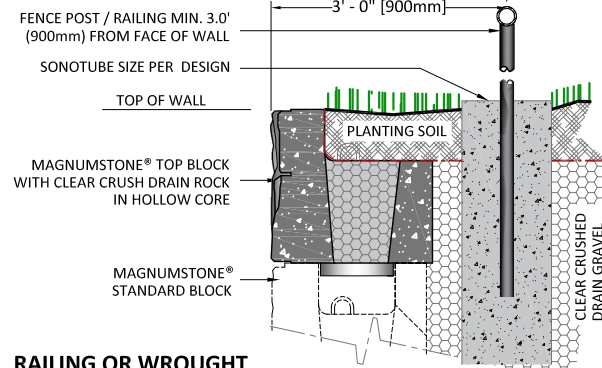 3' - 0" [900mm]
FENCE POST / RAILING MIN. 3.0'
(900mm) FROM FACE OF WALL
SONOTUBE SIZE PER DESIGN
TOP OF WALL
PLANTING SOIL
MAGNUMSTONE® TOP BLOCK
WITH CLEAR CRUSH DRAIN ROCK
IN HOLLOW CORE
MAGNUMSTONE®
STANDARD BLOCK
CLEAR CRUSHED
DRAIN GRAVEL
RAILING OR WROUGHT